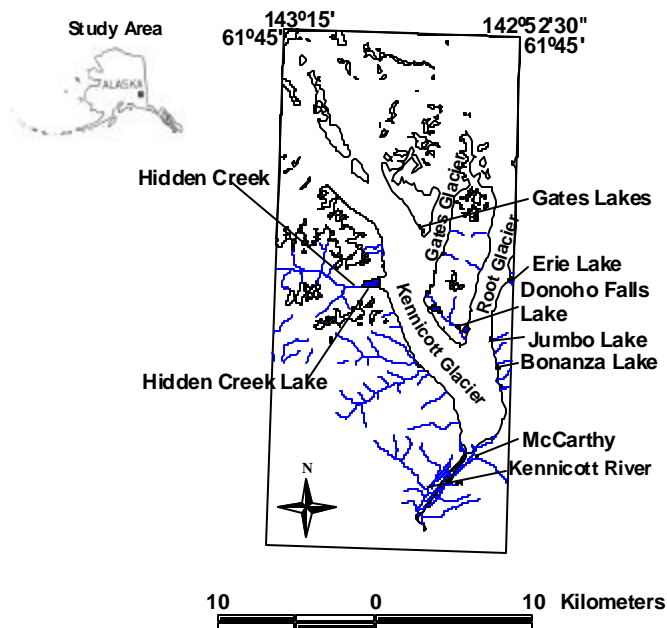 Study Area
ALASKA
143º15'
142º52'30"
61º45'
61º45'
Hidden Creek
Gates Glacier
Gates Lakes
Root Glacier
Erie Lake
Donoho Falls
Lake
Kennicott Glacier
Jumbo Lake
Bonanza Lake
Hidden Creek Lake
McCarthy
Kennicott River
N
10 0 10 Kilometers